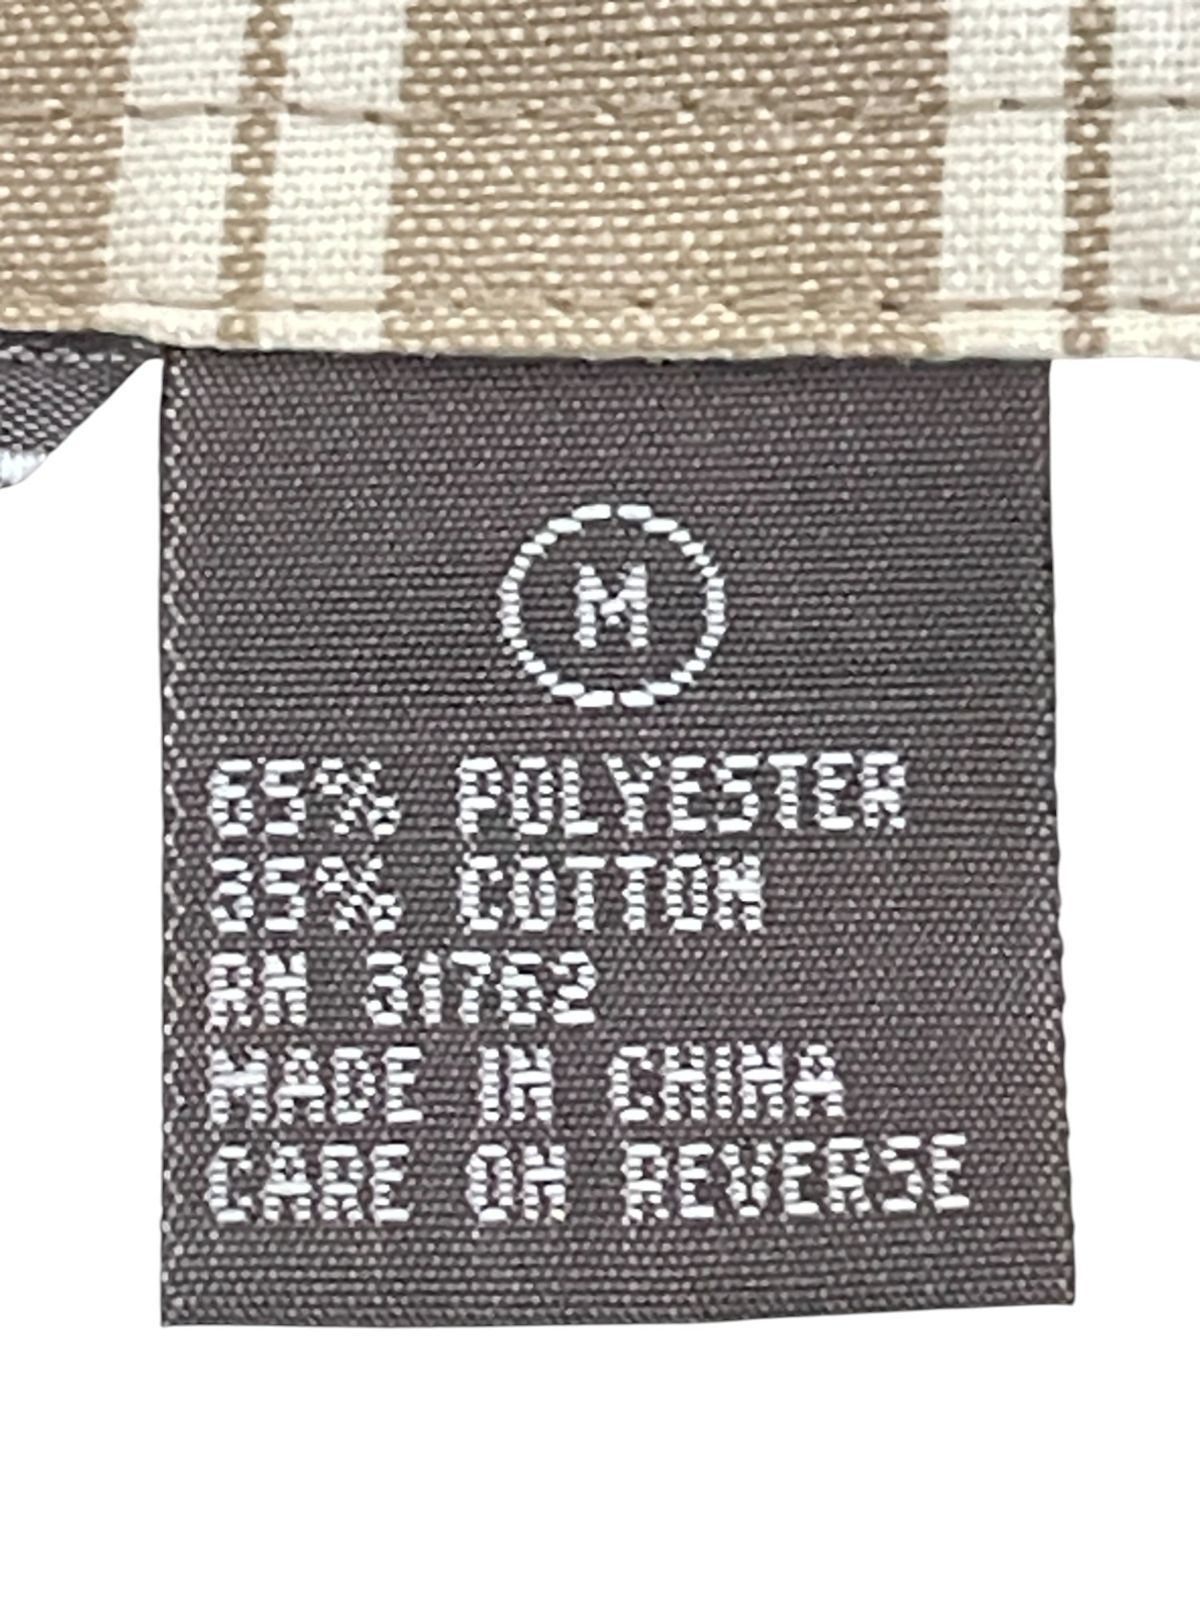 M
65% POLYESTER
35% COTTON
RN 31762
MADE IN CHINA
CARE ON REVERSE